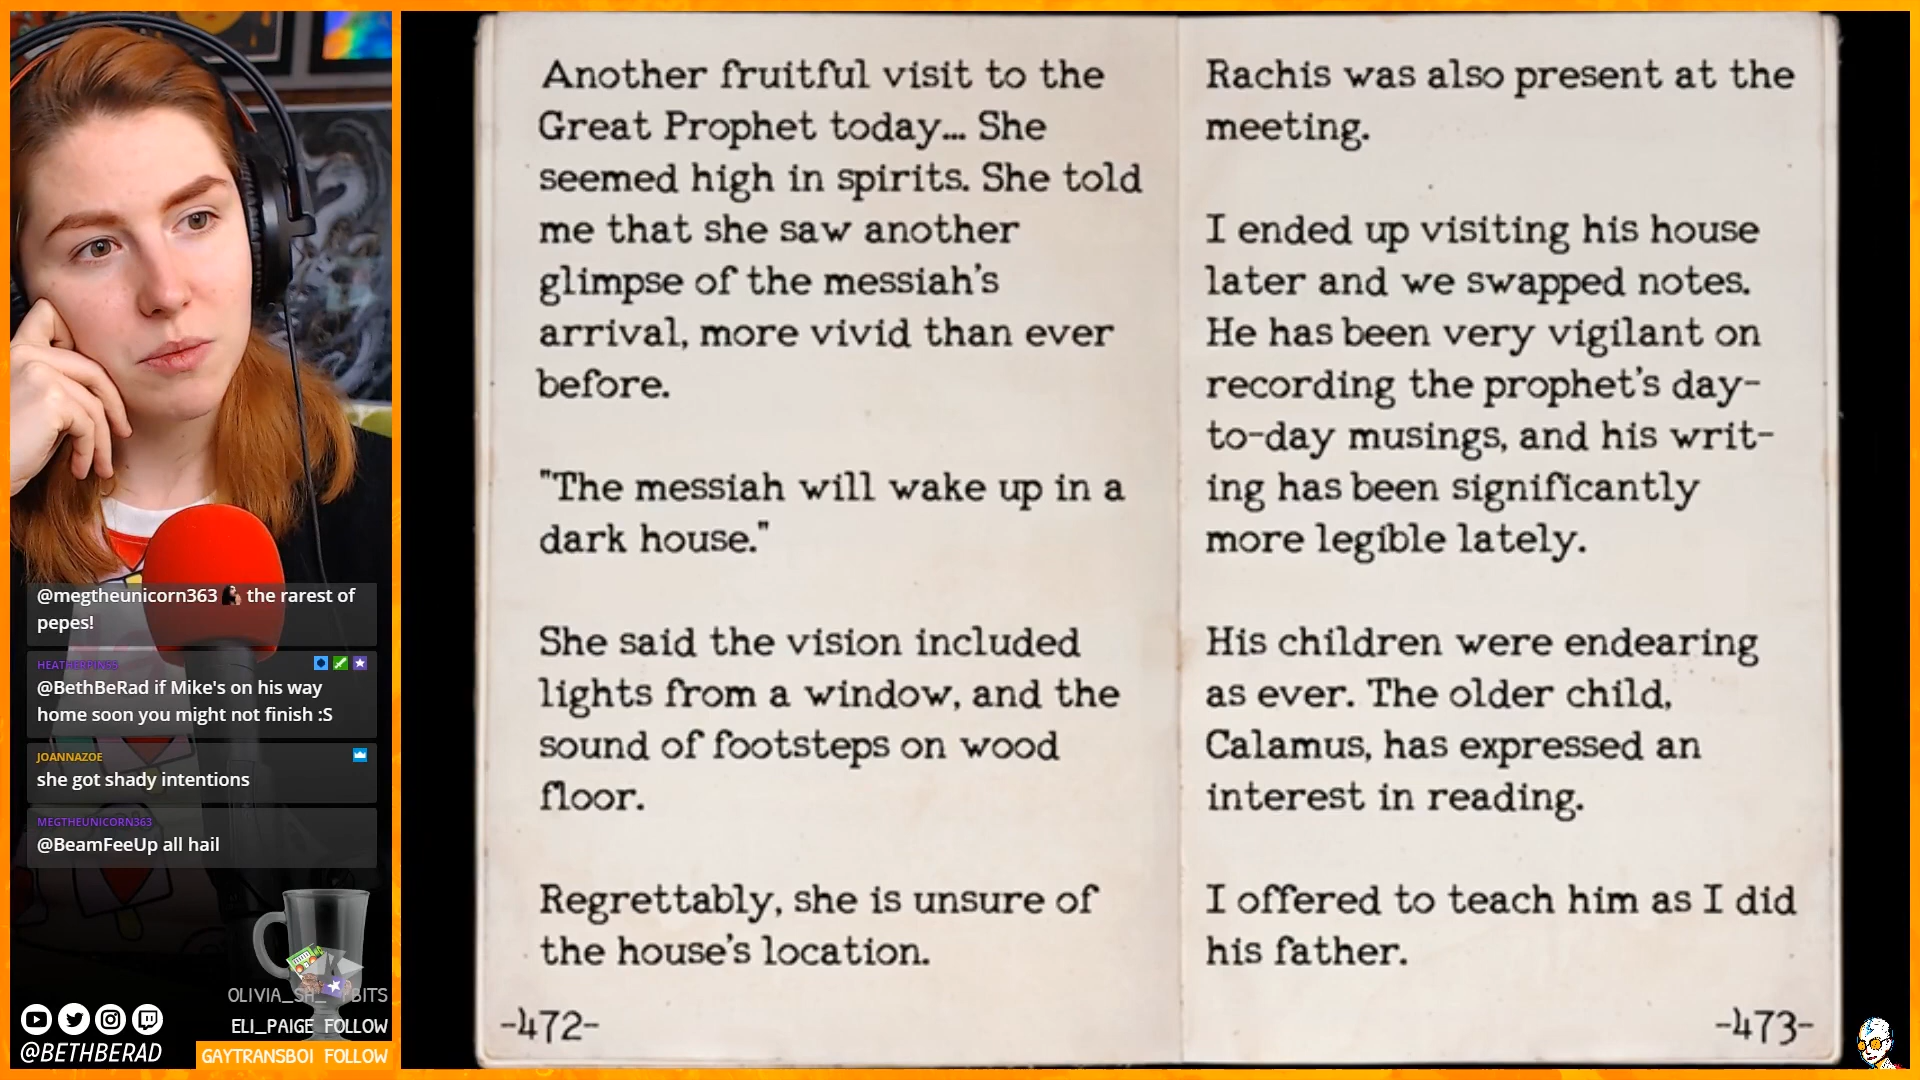 Another fruitful visit to the
Great Prophet today... She
seemed high in spirits. She told
me that she saw another
glimpse of the messiah's
arrival, more vivid than ever
before.
"The messiah will wake up in a
dark house."
She said the vision included
lights from a window, and the
sound of footsteps on wood
floor.
Regrettably, she is unsure of
the house's location.
-472-
Rachis was also present at the
meeting.
I ended up visiting his house
later and we swapped notes.
He has been very vigilant on
recording the prophet's day-
to-day musings, and his writ-
ing has been significantly
more legible lately.
His children were endearing
as ever. The older child,
Calamus, has expressed an
interest in reading.
I offered to teach him as I did
his father.
-473-
@megtheunicorn363 the rarest of
pepes!
@BethBeRad if Mike's on his way
home soon you might not finish :S
JOANNAZOE
she got shady intentions
MEGTHEUNICORN363
@BeamFeeUp all hail
ELI_PAIGE FOLLOW
GAYTRANSBOI FOLLOW
@BETHBERAD